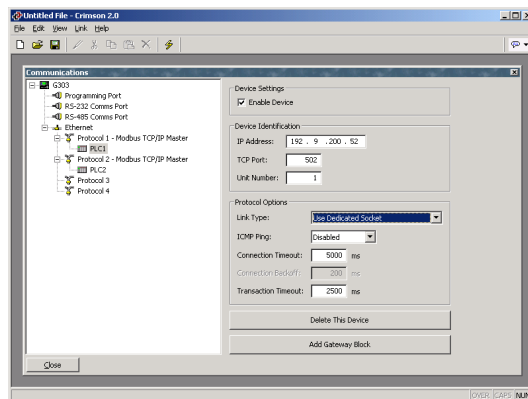 Untitled File - Crimson 2.0
File Edit View Link Help
Communications
G303
Programming Port
RS-232 Comms Port
RS-485 Comms Port
Ethernet
Protocol 1 - Modbus TCP/IP Master
PLC1
Protocol 2 - Modbus TCP/IP Master
PLC2
Protocol 3
Protocol 4
Device Settings
Enable Device
Device Identification
IP Address: 192 . 9 .200 . 52
TCP Port: 502
Unit Number: 1
Protocol Options
Link Type: Use Dedicated Socket
ICMP Ping: Disabled
Connection Timeout: 5000 ms
Connection Backoff: 200 ms
Transaction Timeout: 2500 ms
Delete This Device
Add Gateway Block
Close
OVER CAPS NUM